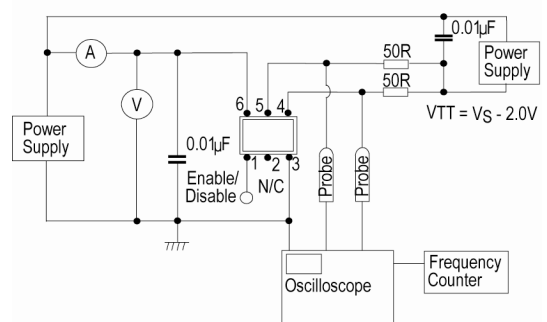 0.01µF
50R
Power
Supply
A
50R
V
6 5 4
VTT = VS - 2.0V
Power
Supply
0.01µF
1 2 3
Enable/
Disable
N/C
Probe
Probe
Oscilloscope
Frequency
Counter